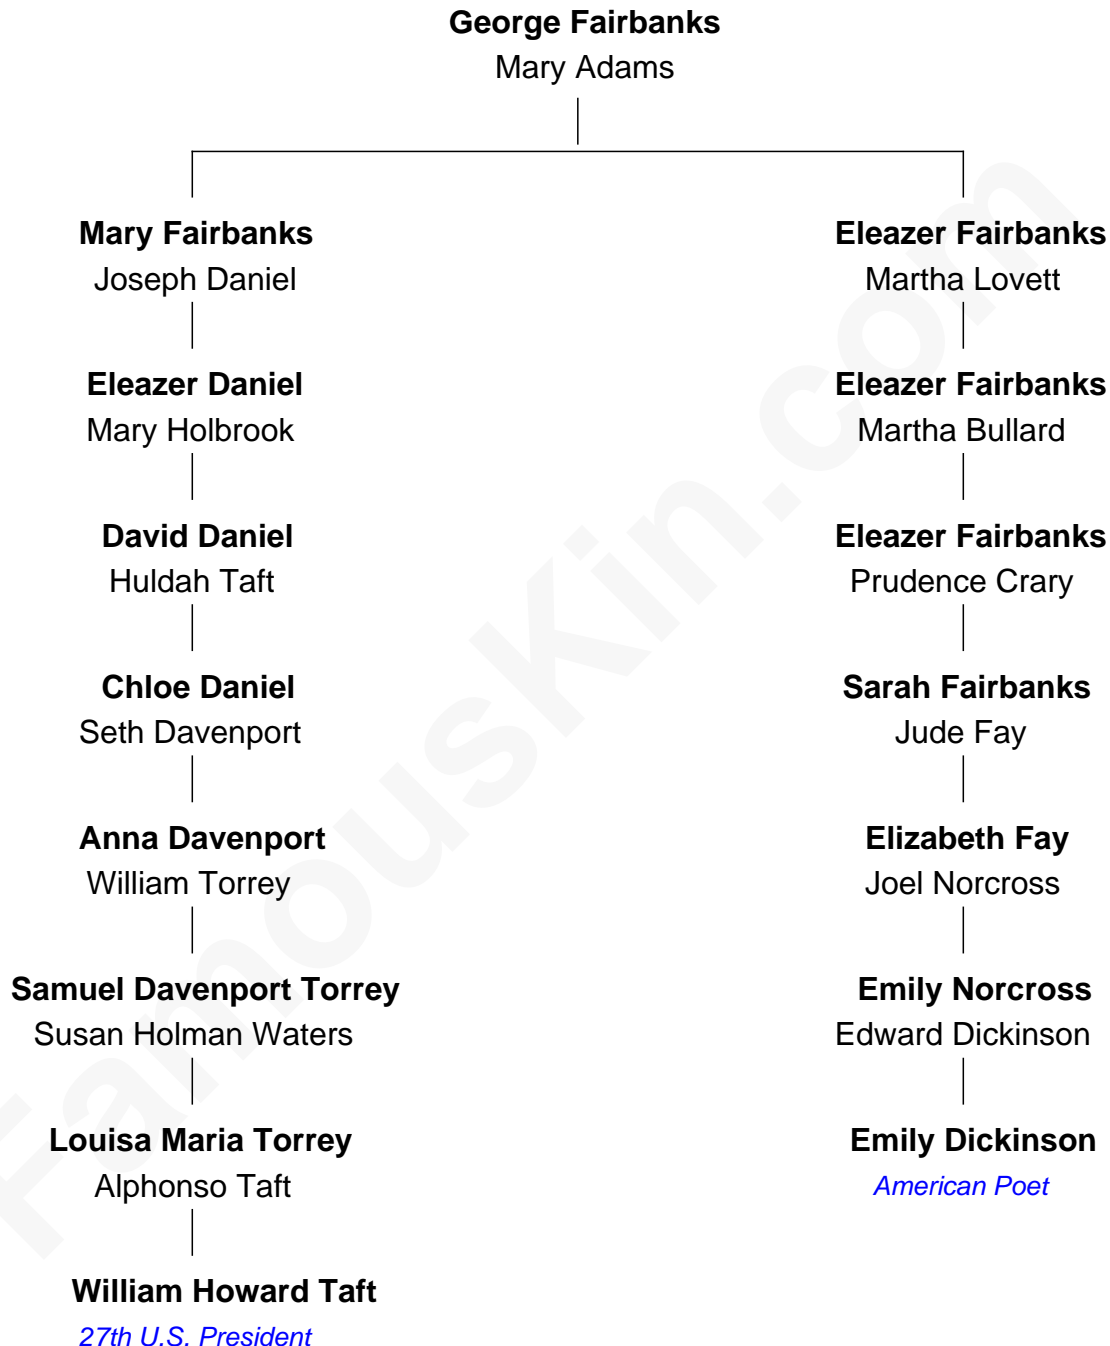 George Fairbanks
Mary Adams
Mary Fairbanks
Joseph Daniel
Eleazer Fairbanks
Martha Lovett
Eleazer Daniel
Mary Holbrook
Eleazer Fairbanks
Martha Bullard
David Daniel
Huldah Taft
Eleazer Fairbanks
Prudence Crary
Chloe Daniel
Seth Davenport
Sarah Fairbanks
Jude Fay
Anna Davenport
William Torrey
Elizabeth Fay
Joel Norcross
Samuel Davenport Torrey
Susan Holman Waters
Emily Norcross
Edward Dickinson
Louisa Maria Torrey
Alphonso Taft
Emily Dickinson
American Poet
William Howard Taft
27th U.S. President
FamousKin.com